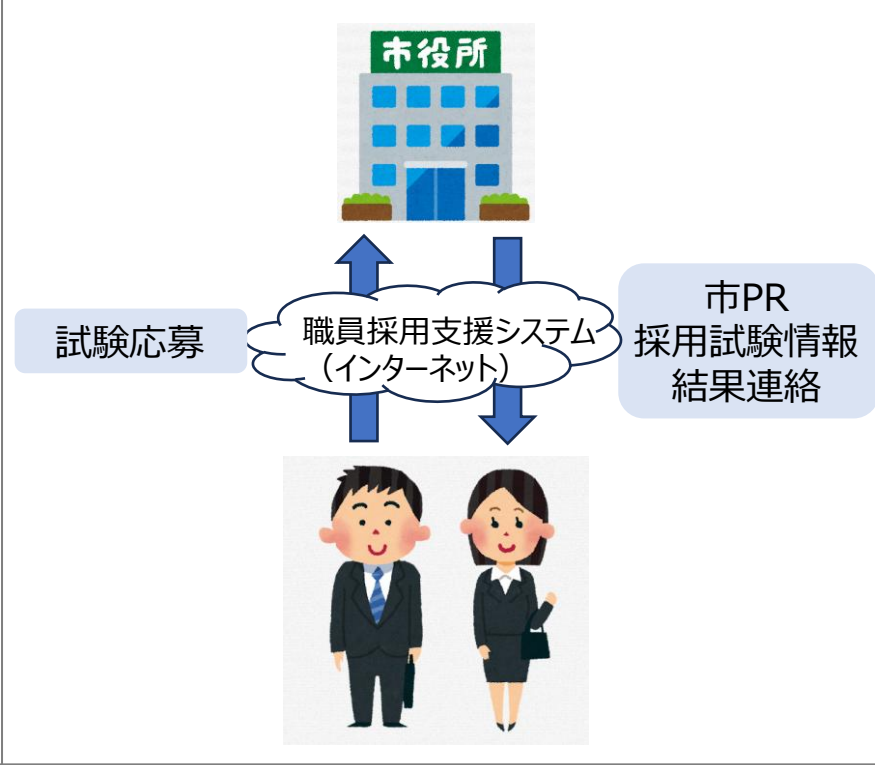 市役所
試験応募
職員採用支援システム
（インターネット）
市PR
採用試験情報
結果連絡